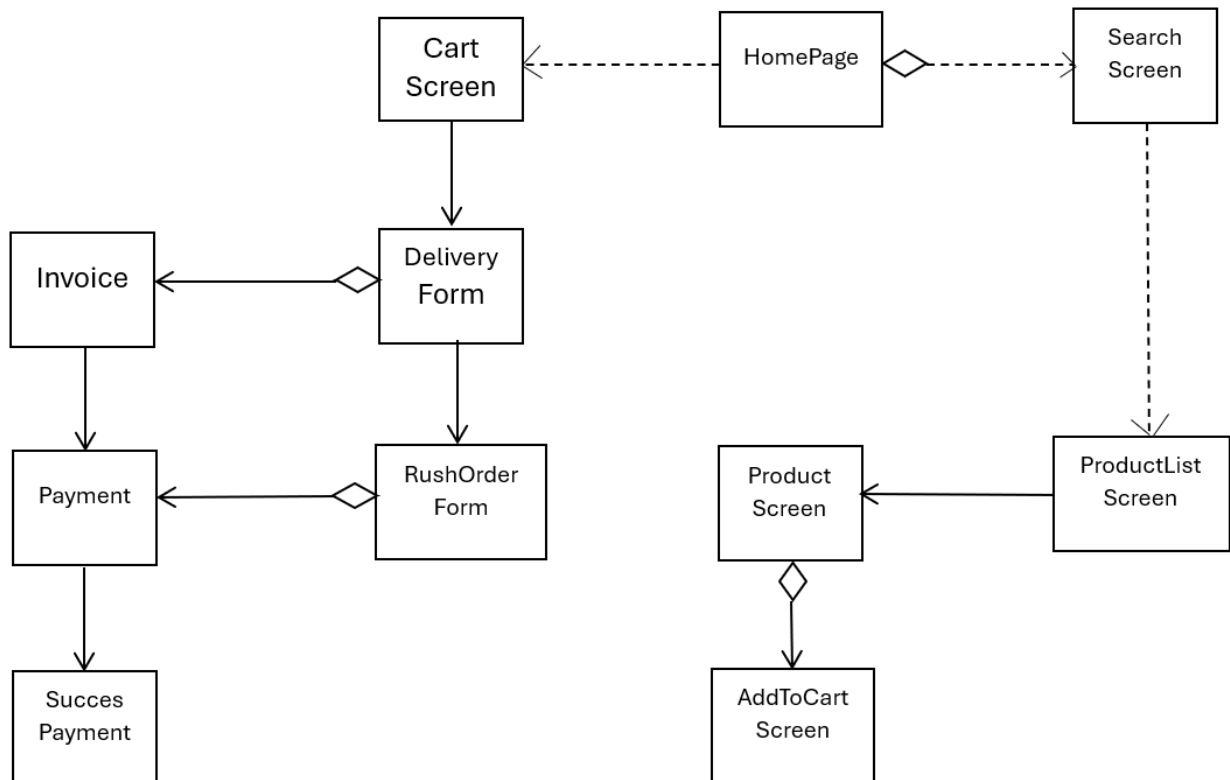 Cart
Screen
HomePage
Search
Screen
Invoice
Delivery
Form
Payment
RushOrder
Form
Product
Screen
ProductList
Screen
Succes
Payment
AddToCart
Screen